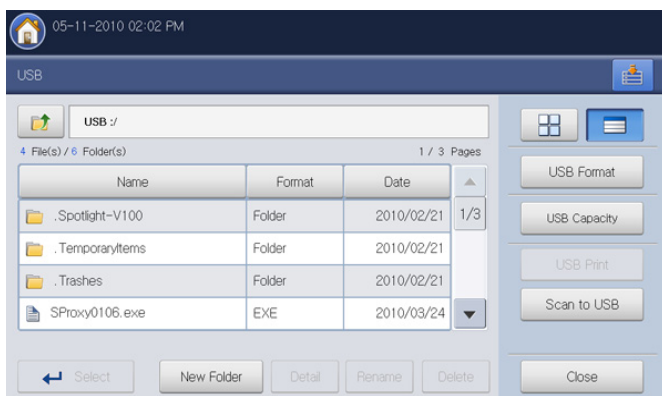 05-11-2010 02:02 PM
USB
USB :/
4 File(s) / 6 Folder(s)
1 / 3 Pages
Name Format Date
.Spotlight-V100 Folder 2010/02/21
1/3
.TemporaryItems Folder 2010/02/21
.Trashes Folder 2010/02/21
SProxy0106.exe EXE 2010/03/24
Select
New Folder
Detail
Rename
Delete
USB Format
USB Capacity
USB Print
Scan to USB
Close